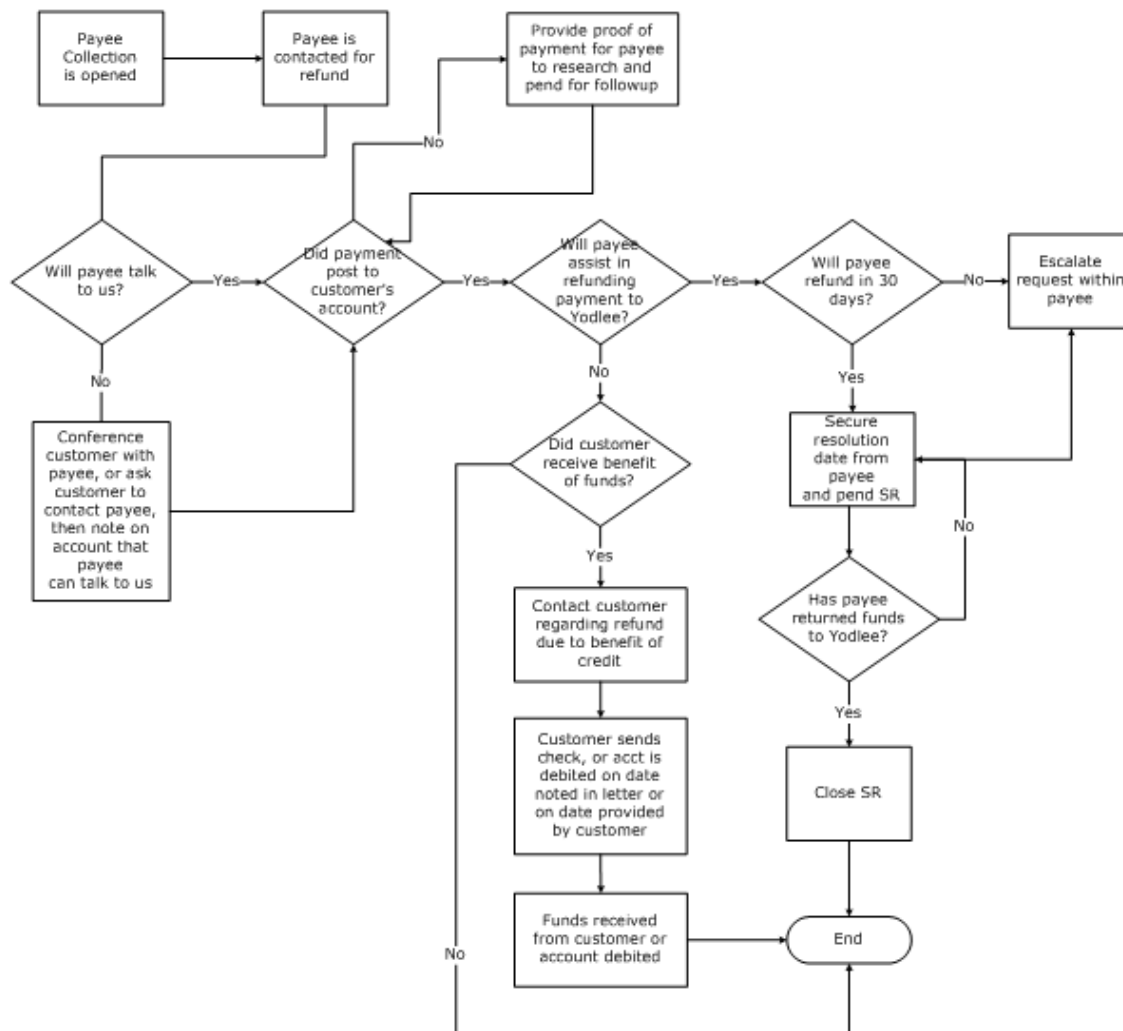 Payee
Collection
is opened
Payee is
contacted for
refund
Provide proof of
payment for payee
to research and
pend for followup
No
Will payee talk
to us?
Yes
Did payment
post to
customer's
account?
Yes
Will payee
assist in
refunding
payment to
Yodlee?
Yes
Will payee
refund in 30
days?
No
Escalate
request within
payee
No
No
Yes
Conference
customer with
payee, or ask
customer to
contact payee,
then note on
account that
payee
can talk to us
Did customer
receive benefit
of funds?
Secure
resolution
date from
payee
and pend SR
No
Yes
Contact customer
regarding refund
due to benefit of
credit
Has payee
returned funds
to Yodlee?
Yes
Customer sends
check, or acct is
debited on date
noted in letter or
on date provided
by customer
Close SR
Funds received
from customer or
account debited
End
No